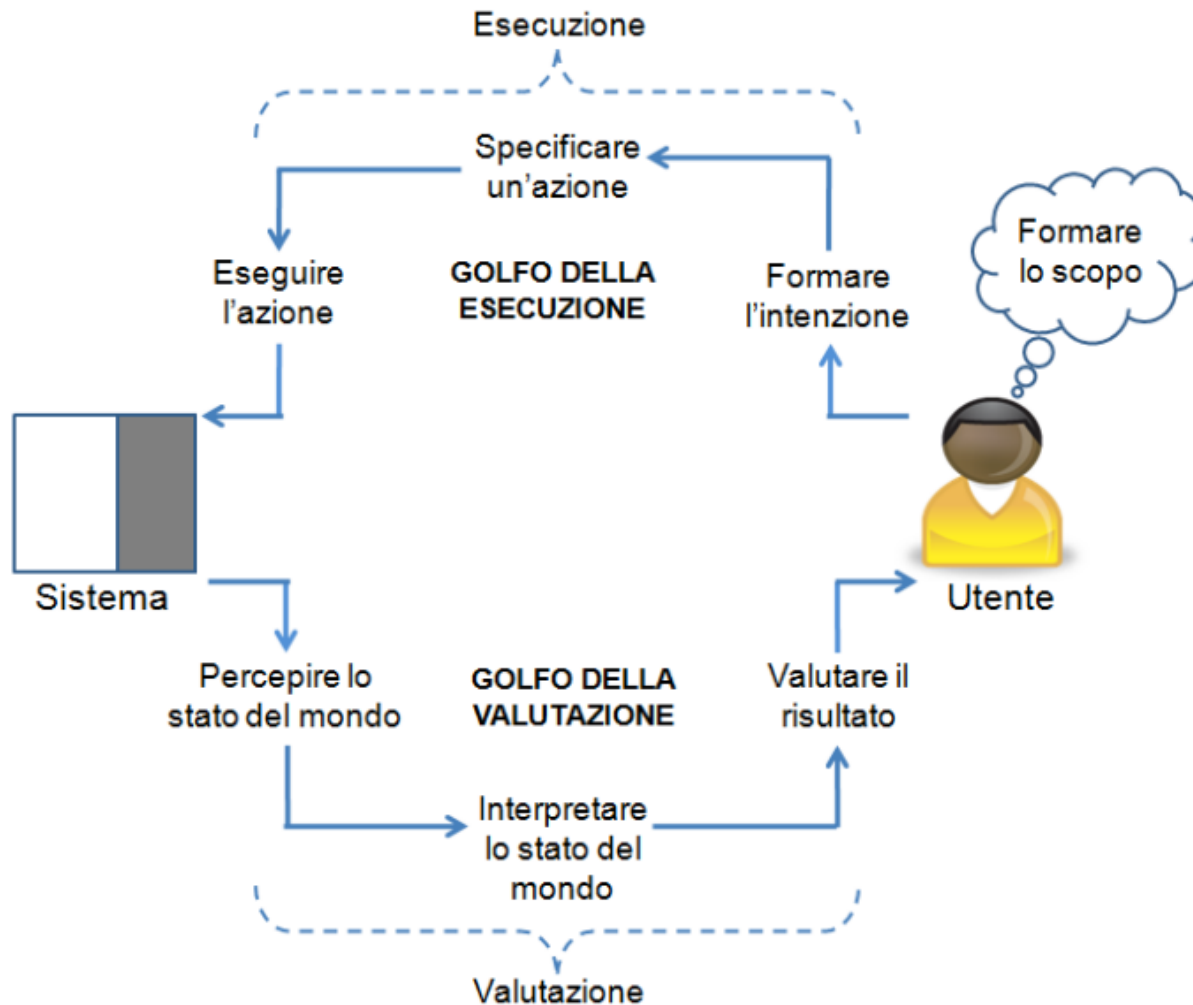 Esecuzione
Specificare
un'azione
Formare
lo scopo
Eseguire
l'azione
GOLFO DELLA
ESECUZIONE
Formare
l'intenzione
Sistema
Utente
Percepire lo
stato del mondo
GOLFO DELLA
VALUTAZIONE
Valutare il
risultato
Interpretare
lo stato del
mondo
Valutazione